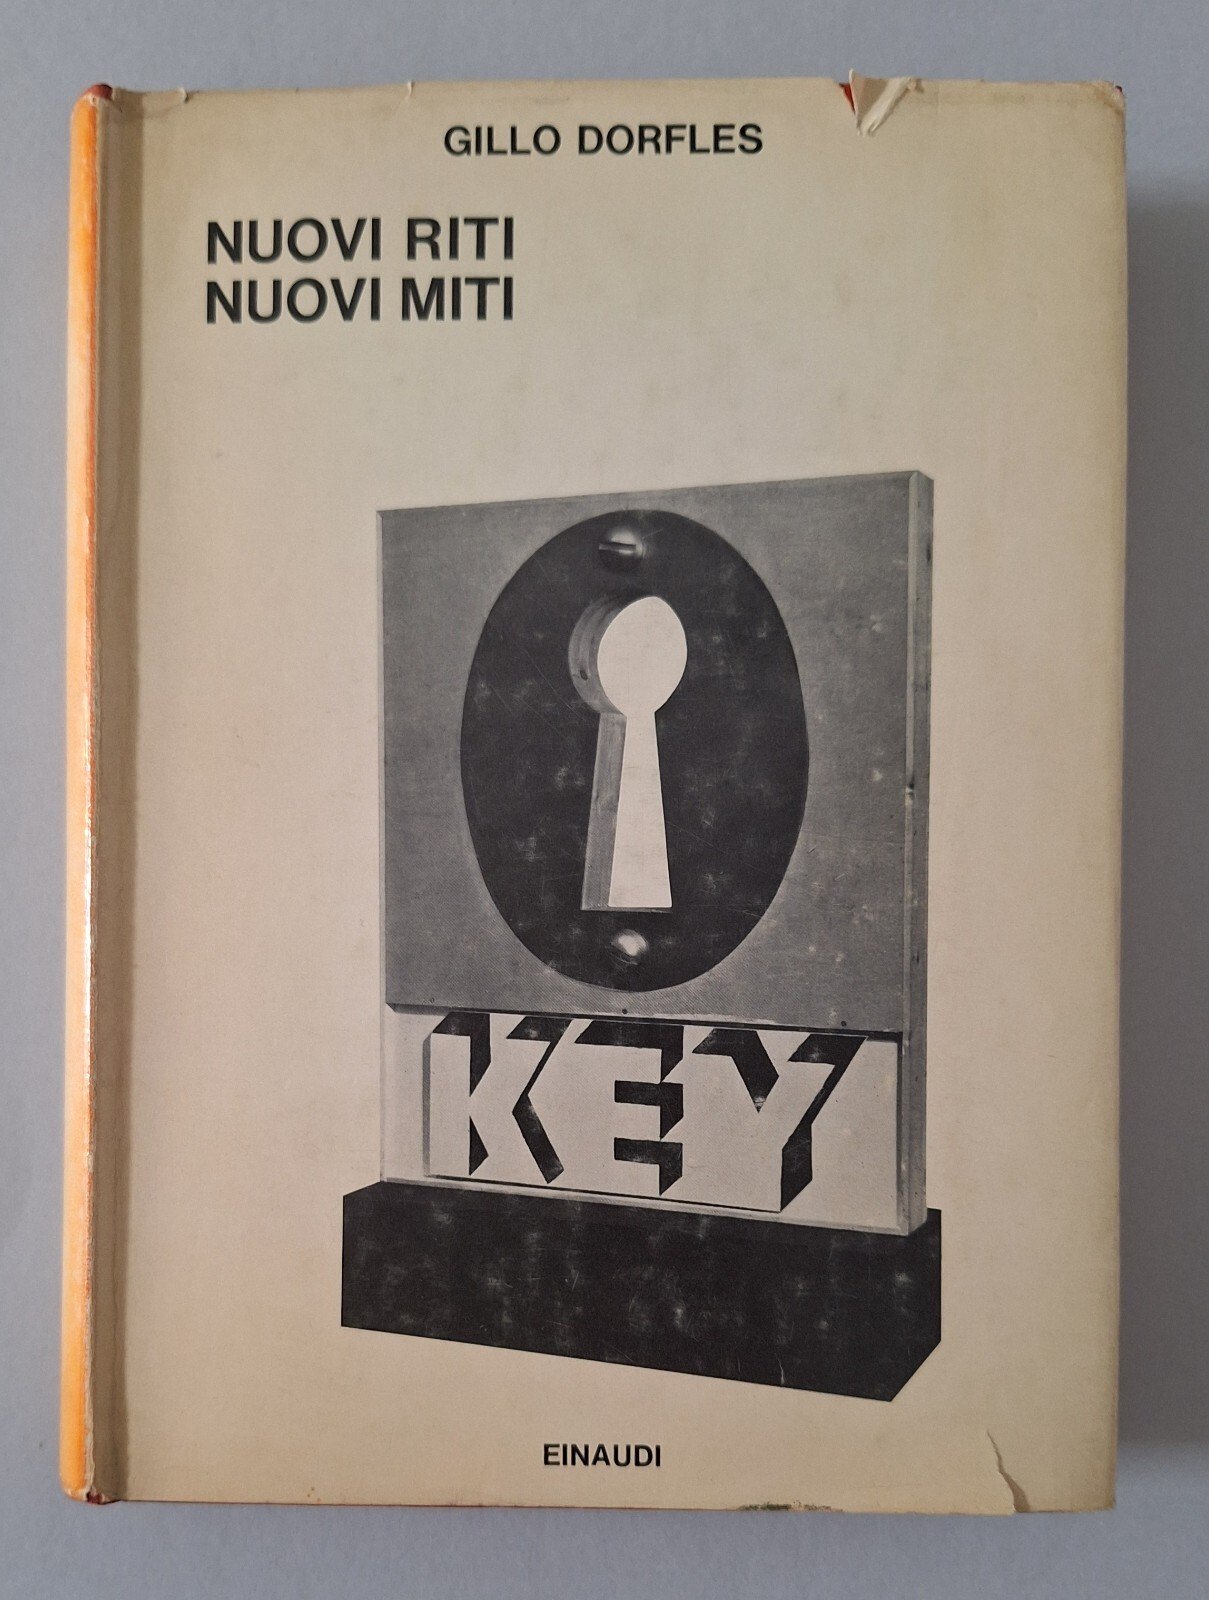 GILLO DORFLES
NUOVI RITI
NUOVI MITI
KEY
EINAUDI